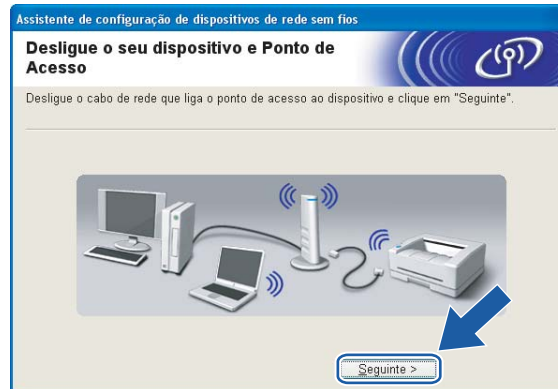 Assistente de configuração de dispositivos de rede sem fios
Desligue o seu dispositivo e Ponto de
Acesso
Desligue o cabo de rede que liga o ponto de acesso ao dispositivo e clique em "Seguinte".
Seguinte >